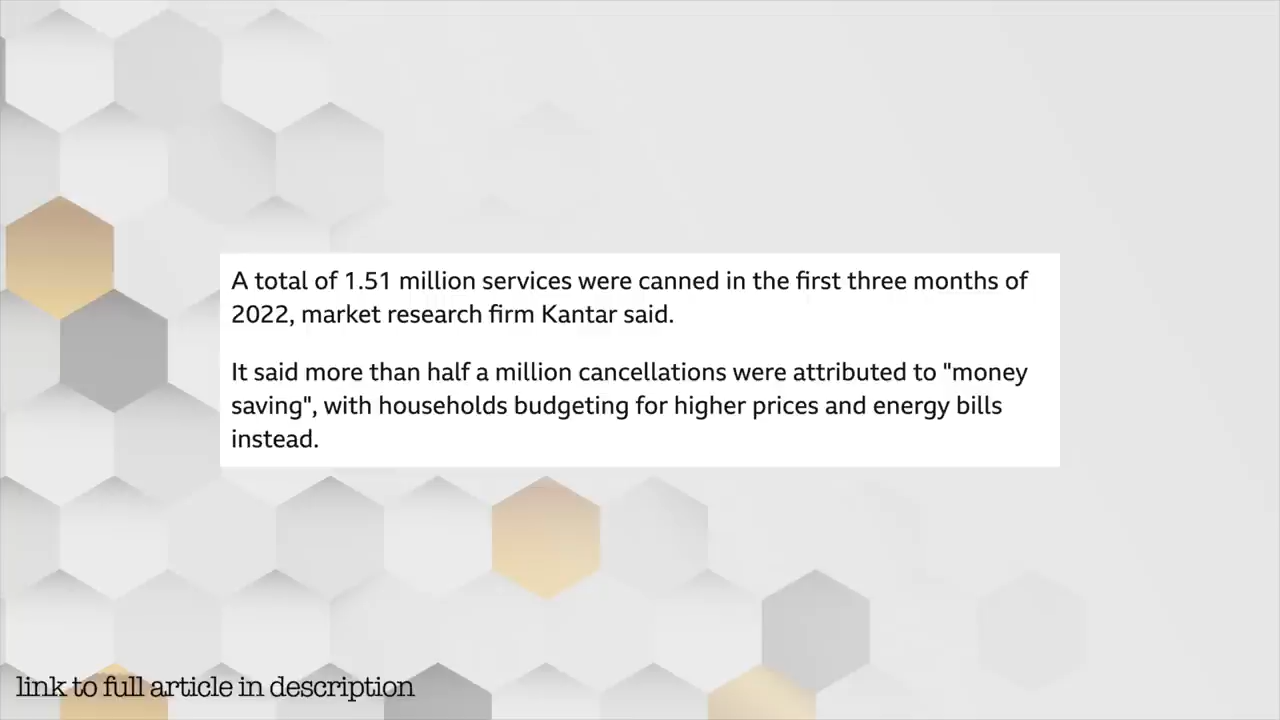 A total of 1.51 million services were canned in the first three months of
2022, market research firm Kantar said.
It said more than half a million cancellations were attributed to "money
saving", with households budgeting for higher prices and energy bills
instead.
link to full article in description